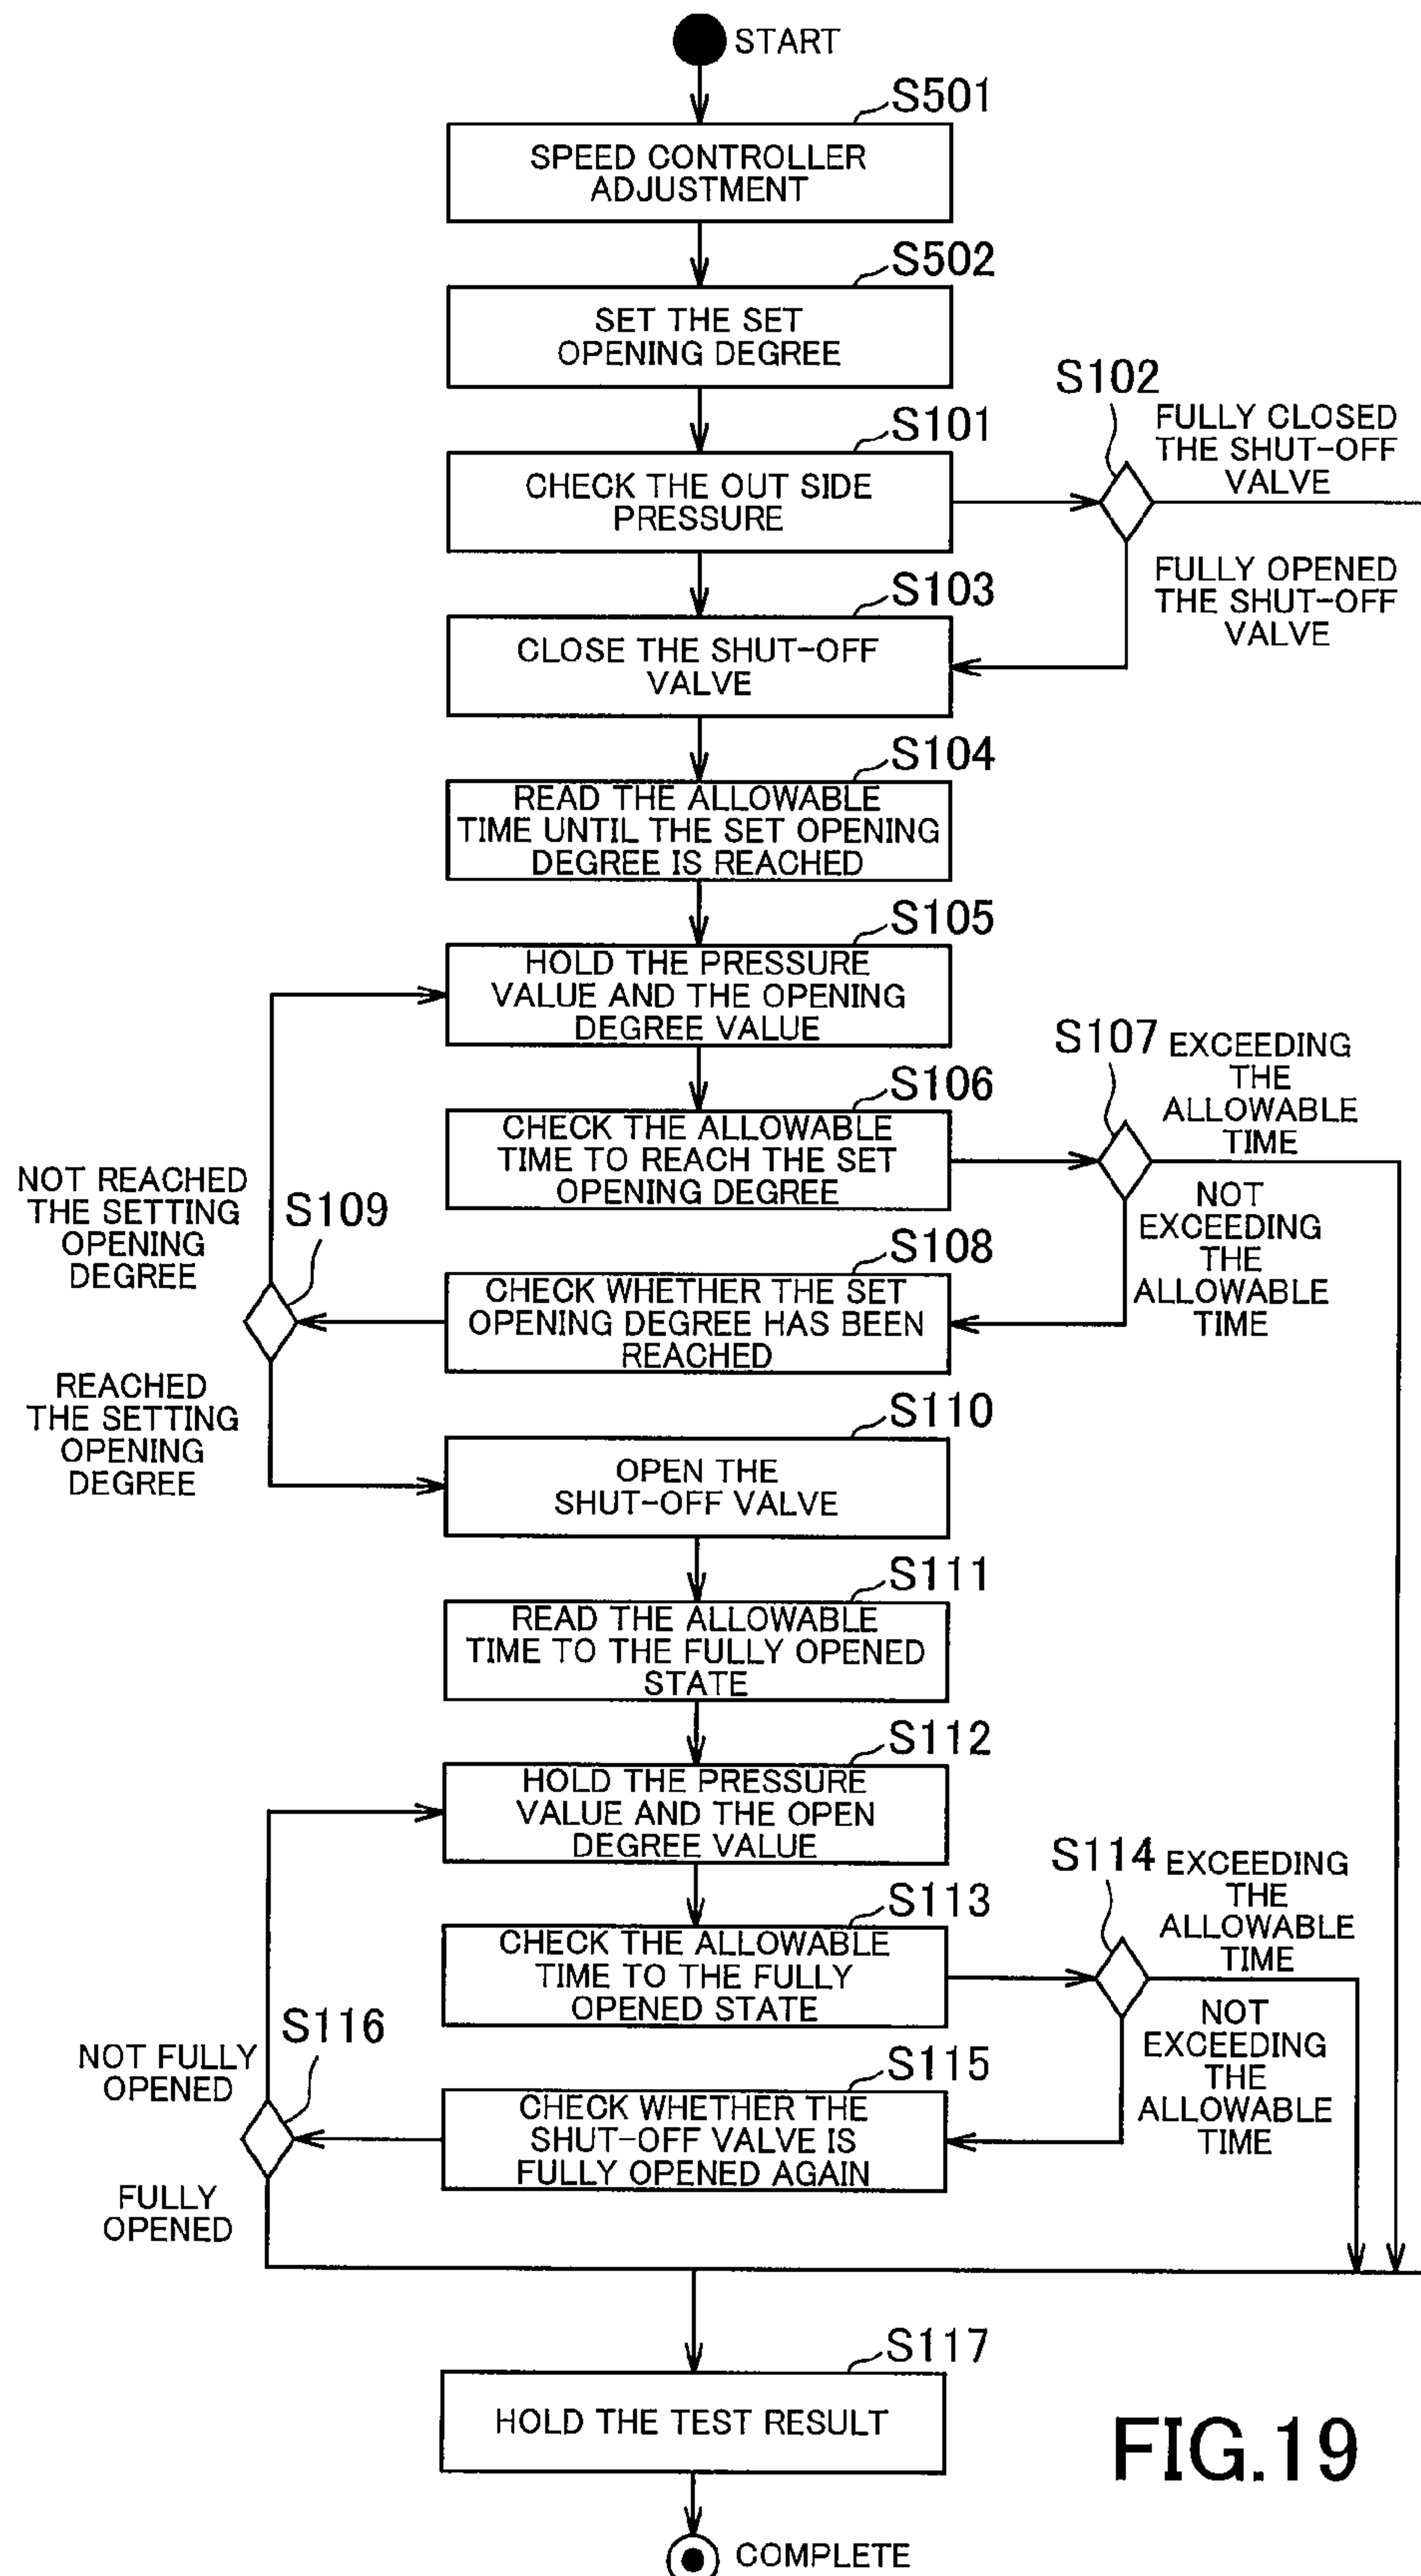 START
S501
SPEED CONTROLLER
ADJUSTMENT
S502
SET THE SET
OPENING DEGREE
S101
CHECK THE OUT SIDE
PRESSURE
S102
FULLY CLOSED
THE SHUT-OFF
VALVE
FULLY OPENED
THE SHUT-OFF
VALVE
S103
CLOSE THE SHUT-OFF
VALVE
S104
READ THE ALLOWABLE
TIME UNTIL THE SET OPENING
DEGREE IS REACHED
S105
HOLD THE PRESSURE
VALUE AND THE OPENING
DEGREE VALUE
S106
CHECK THE ALLOWABLE
TIME TO REACH THE SET
OPENING DEGREE
S107
EXCEEDING
THE
ALLOWABLE
TIME
NOT
EXCEEDING
THE
ALLOWABLE
TIME
S108
CHECK WHETHER THE SET
OPENING DEGREE HAS BEEN
REACHED
S109
NOT REACHED
THE SETTING
OPENING
DEGREE
REACHED
THE SETTING
OPENING
DEGREE
S110
OPEN THE
SHUT-OFF VALVE
S111
READ THE ALLOWABLE
TIME TO THE FULLY OPENED
STATE
S112
HOLD THE PRESSURE
VALUE AND THE OPEN
DEGREE VALUE
S113
CHECK THE ALLOWABLE
TIME TO THE FULLY
OPENED STATE
S114
EXCEEDING
THE
ALLOWABLE
TIME
NOT
EXCEEDING
THE
ALLOWABLE
TIME
S115
CHECK WHETHER THE
SHUT-OFF VALVE IS
FULLY OPENED AGAIN
S116
NOT FULLY
OPENED
FULLY
OPENED
S117
HOLD THE TEST RESULT
FIG.19
COMPLETE